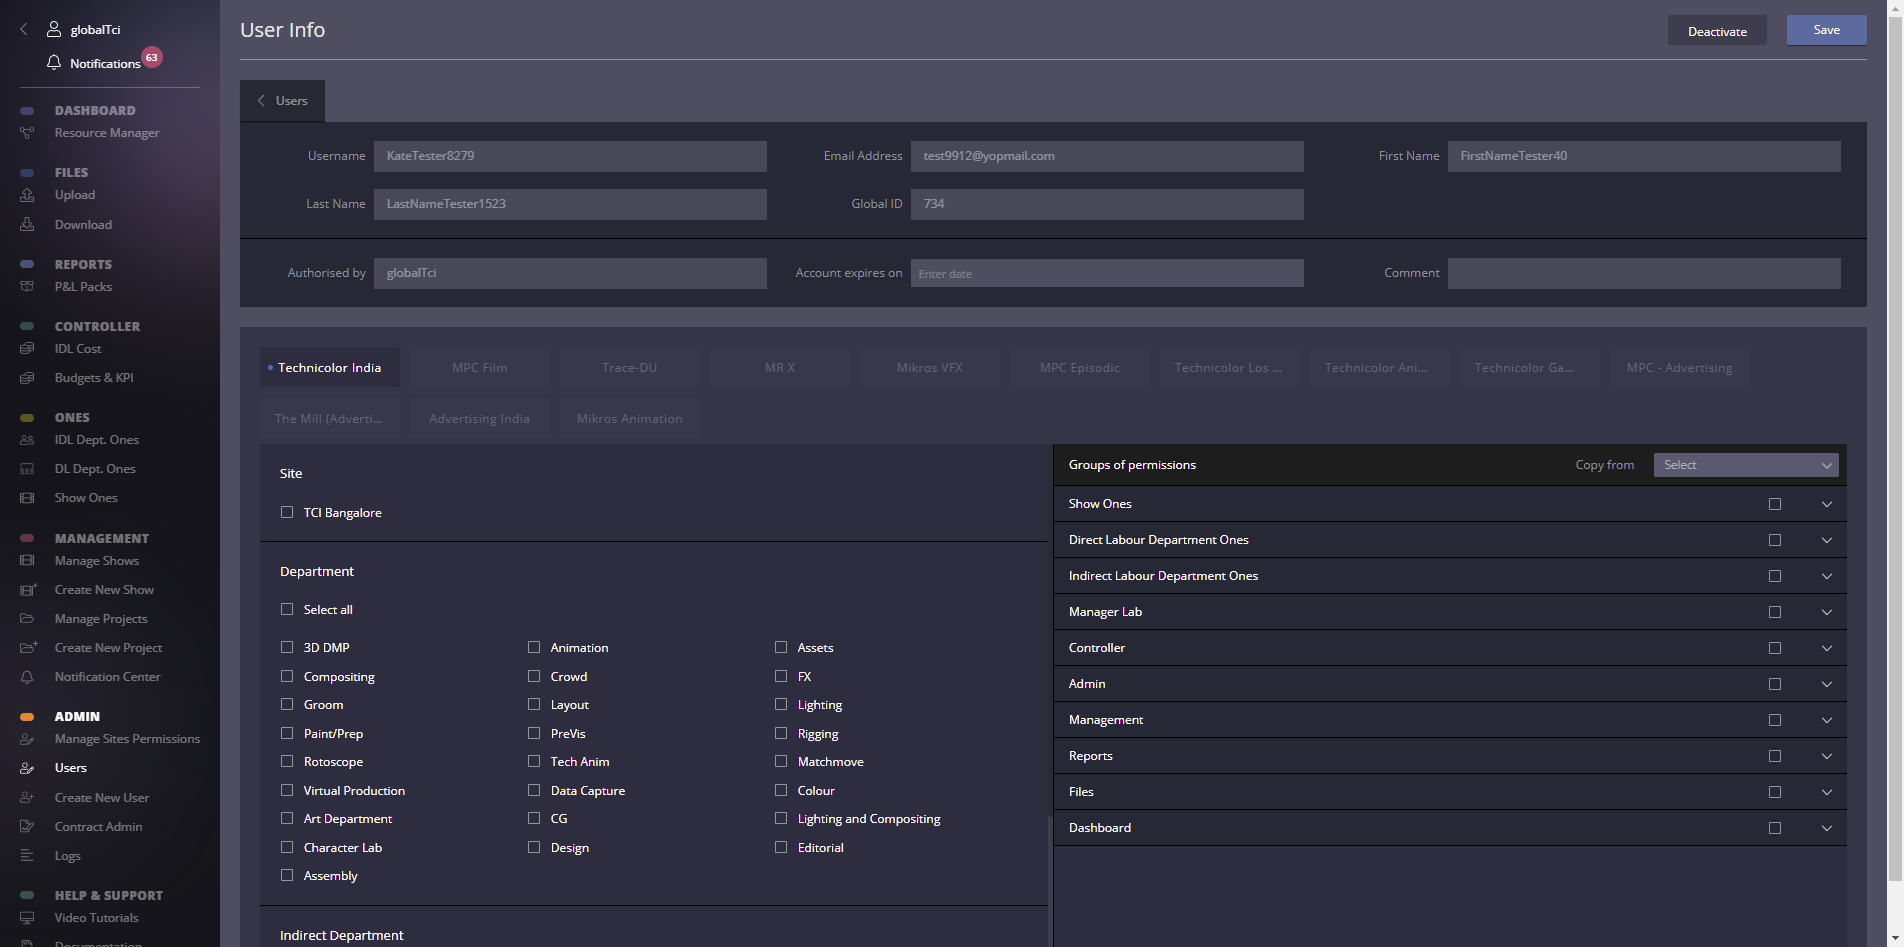 globalTci
Notifications 63
DASHBOARD
Resource Manager
FILES
Upload
Download
REPORTS
P&L Packs
CONTROLLER
IDL Cost
Budgets & KPI
ONES
IDL Dept. Ones
DL Dept. Ones
Show Ones
MANAGEMENT
Manage Shows
Create New Show
Manage Projects
Create New Project
Notification Center
ADMIN
Manage Sites Permissions
Users
Create New User
Contract Admin
Logs
HELP & SUPPORT
Video Tutorials
Documentation
User Info
Deactivate
Save
Users
Username KateTester8279 Email Address test9912@yopmail.com First Name FirstNameTester40
Last Name LastNameTester1523 Global ID 734
Authorised by globalTci Account expires on Enter date Comment
Technicolor India MPC Film Trace-DU MR X Mikros VFX MPC Episodic Technicolor Los ... Technicolor Ani... Technicolor Ga... MPC - Advertising
The Mill (Adverti... Advertising India Mikros Animation
Site
TCI Bangalore
Department
Select all
3D DMP Animation Assets
Compositing Crowd FX
Groom Layout Lighting
Paint/Prep PreVis Rigging
Rotoscope Tech Anim Matchmove
Virtual Production Data Capture Colour
Art Department CG Lighting and Compositing
Character Lab Design Editorial
Assembly
Indirect Department
Groups of permissions Copy from Select
Show Ones
Direct Labour Department Ones
Indirect Labour Department Ones
Manager Lab
Controller
Admin
Management
Reports
Files
Dashboard